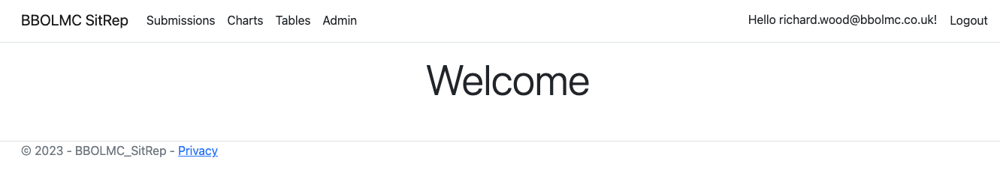 BBOLMC SitRep Submissions Charts Tables Admin Hello richard.wood@bbolmc.co.uk! Logout
Welcome
© 2023 - BBOLMC_SitRep - Privacy